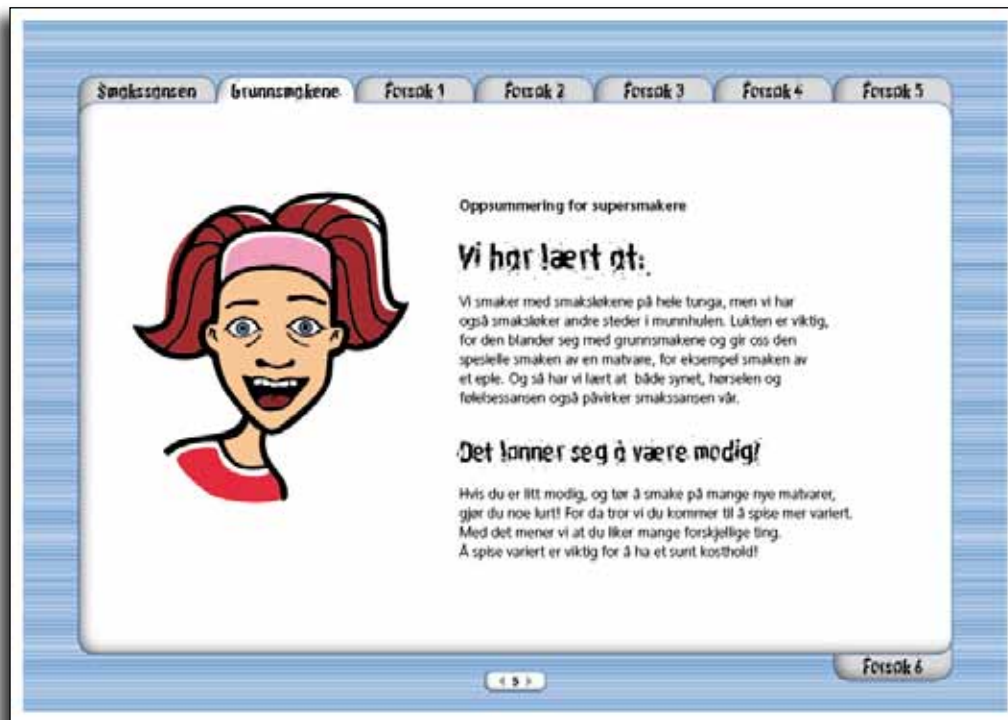 Smakssansen
Grunnsmakene
Forsøk 1
Forsøk 2
Forsøk 3
Forsøk 4
Forsøk 5
Oppsummering for supersmakere
Vi har lært at:
Vi smaker med smaksløkene på hele tunga, men vi har
også smaksløker andre steder i munnhulen. Lukten er viktig,
for den blander seg med grunnsmakene og gir oss den
spesielle smaken av en matvare, for eksempel smaken av
et eple. Og så har vi lært at både synet, hørselen og
følelsessansen også påvirker smakssansen vår.
Det lønner seg å være modig!
Hvis du er litt modig, og tør å smake på mange nye matvarer,
gjør du noe lurt! For da tror vi du kommer til å spise mer variert.
Med det mener vi at du liker mange forskjellige ting.
Å spise variert er viktig for å ha et sunt kosthold!
Forsøk 6